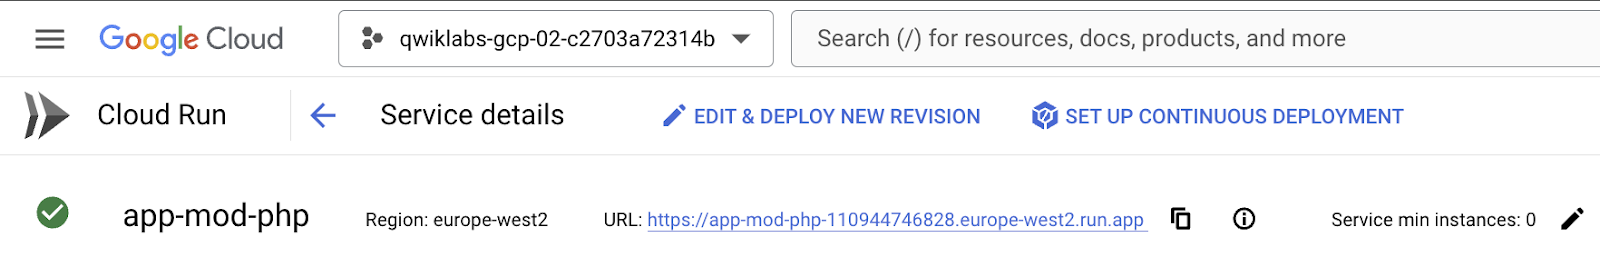 Google Cloud qwiklabs-gcp-02-c2703a72314b Search (/) for resources, docs, products, and more
Cloud Run Service details EDIT & DEPLOY NEW REVISION SET UP CONTINUOUS DEPLOYMENT
app-mod-php Region: europe-west2 URL: https://app-mod-php-110944746828.europe-west2.run.app Service min instances: 0